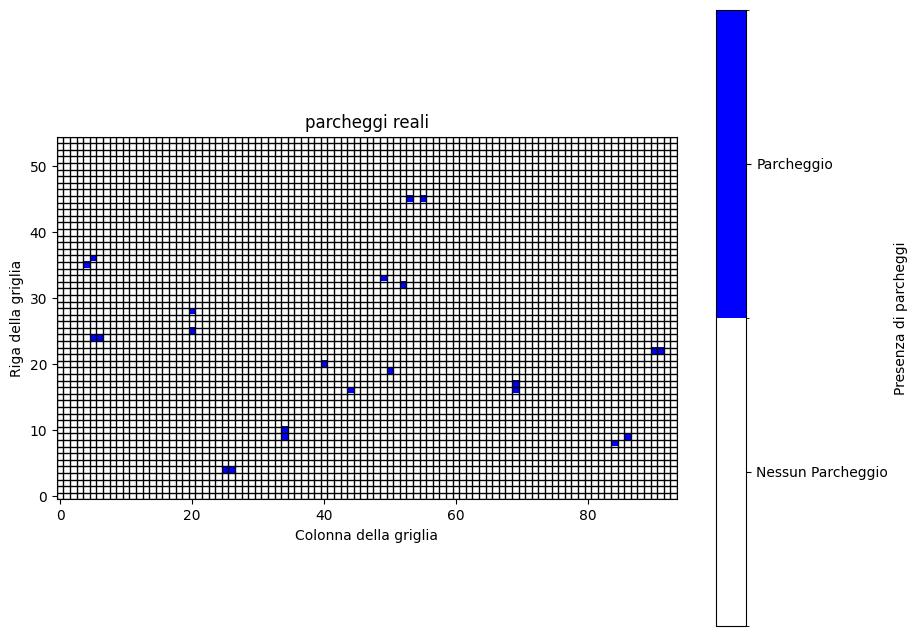 parcheggi reali
50
40
30
20
10
0
Riga della griglia
0 20 40 60 80
Colonna della griglia
Parcheggio
Nessun Parcheggio
Presenza di parcheggi